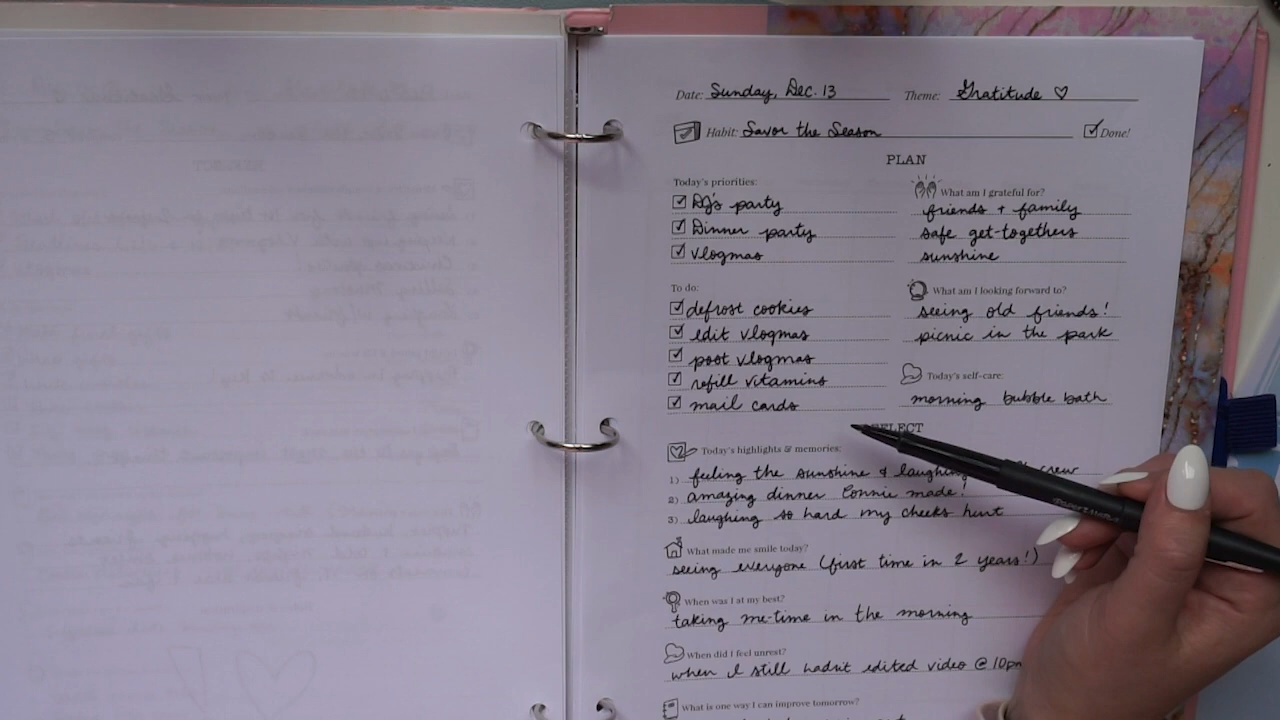 Date: Sunday, Dec. 13 Theme: Gratitude ♡
Habit: Savor the Season Done!
PLAN
Today's priorities:
DJ's party
Dinner party
vlogmas
To do:
defrost cookies
edit vlogmas
post vlogmas
refill vitamins
mail cards
What am I grateful for?
friends + family
safe get-togethers
sunshine
What am I looking forward to?
seeing old friends!
picnic in the park
Today's self-care:
morning bubble bath
Today's highlights & memories:
1) feeling the sunshine & laughing crew
2) amazing dinner Connie made!
3) laughing so hard my cheeks hurt
What made me smile today?
seeing everyone (first time in 2 years!)
When was I at my best?
taking me-time in the morning
When did I feel unrest?
when I still hadn't edited video @ 10pm
What is one way I can improve tomorrow?